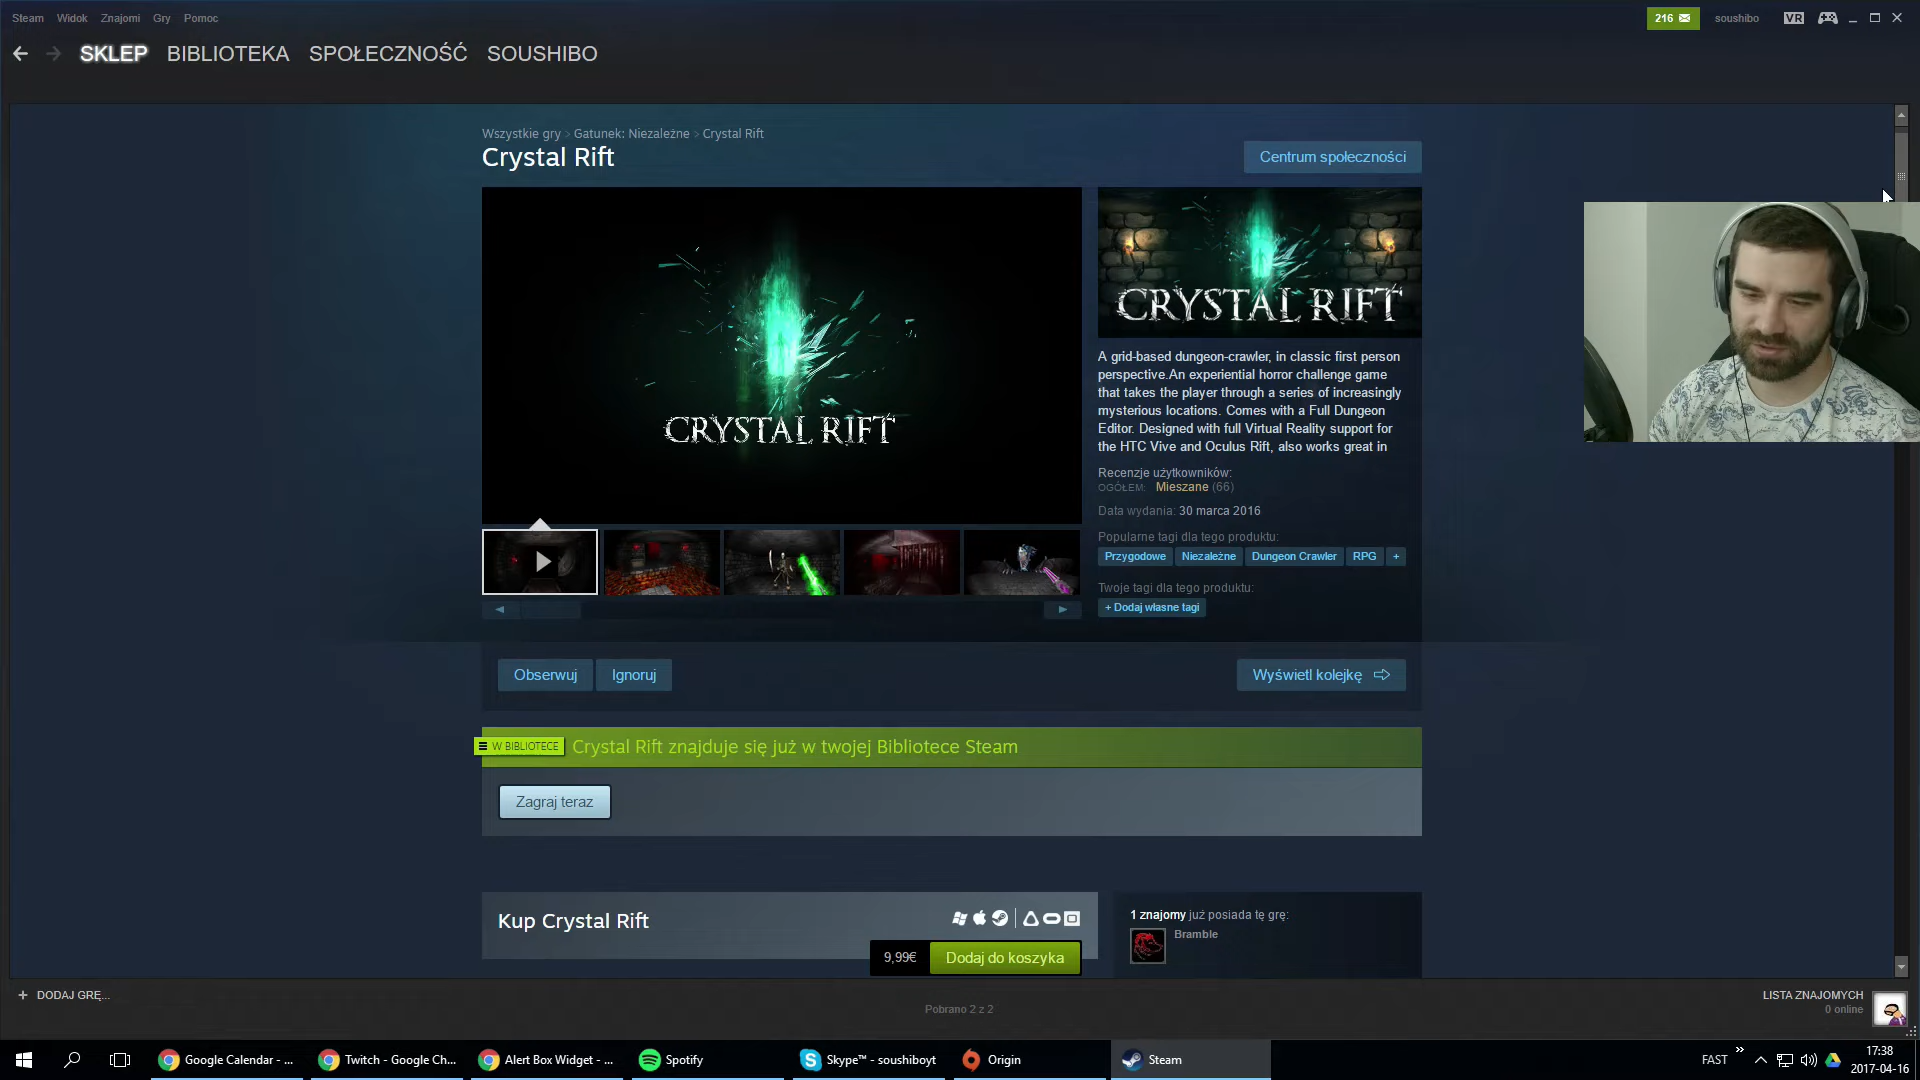 Steam Widok Znajomi Gry Pomoc
216
soushibo
VR
SKLEP BIBLIOTEKA SPOŁECZNOŚĆ SOUSHIBO
Wszystkie gry > Gatunek: Niezależne > Crystal Rift
Crystal Rift
Centrum społeczności
CRYSTAL RIFT
CRYSTAL RIFT
A grid-based dungeon-crawler, in classic first person
perspective.An experiential horror challenge game
that takes the player through a series of increasingly
mysterious locations. Comes with a Full Dungeon
Editor. Designed with full Virtual Reality support for
the HTC Vive and Oculus Rift, also works great in
Recenzje użytkowników:
OGÓŁEM: Mieszane (66)
Data wydania: 30 marca 2016
Popularne tagi dla tego produktu:
Przygodowe Niezależne Dungeon Crawler RPG +
Twoje tagi dla tego produktu:
+ Dodaj własne tagi
Obserwuj Ignoruj
Wyświetl kolejkę
W BIBLIOTECE Crystal Rift znajduje się już w twojej Bibliotece Steam
Zagraj teraz
Kup Crystal Rift
9,99€ Dodaj do koszyka
1 znajomy już posiada tę grę:
Bramble
+ DODAJ GRĘ...
Pobrano 2 z 2
LISTA ZNAJOMYCH
0 online
Google Calendar - ... Twitch - Google Ch... Alert Box Widget - ... Spotify Skype™ - soushiboyt Origin Steam
FAST
17:38
2017-04-16